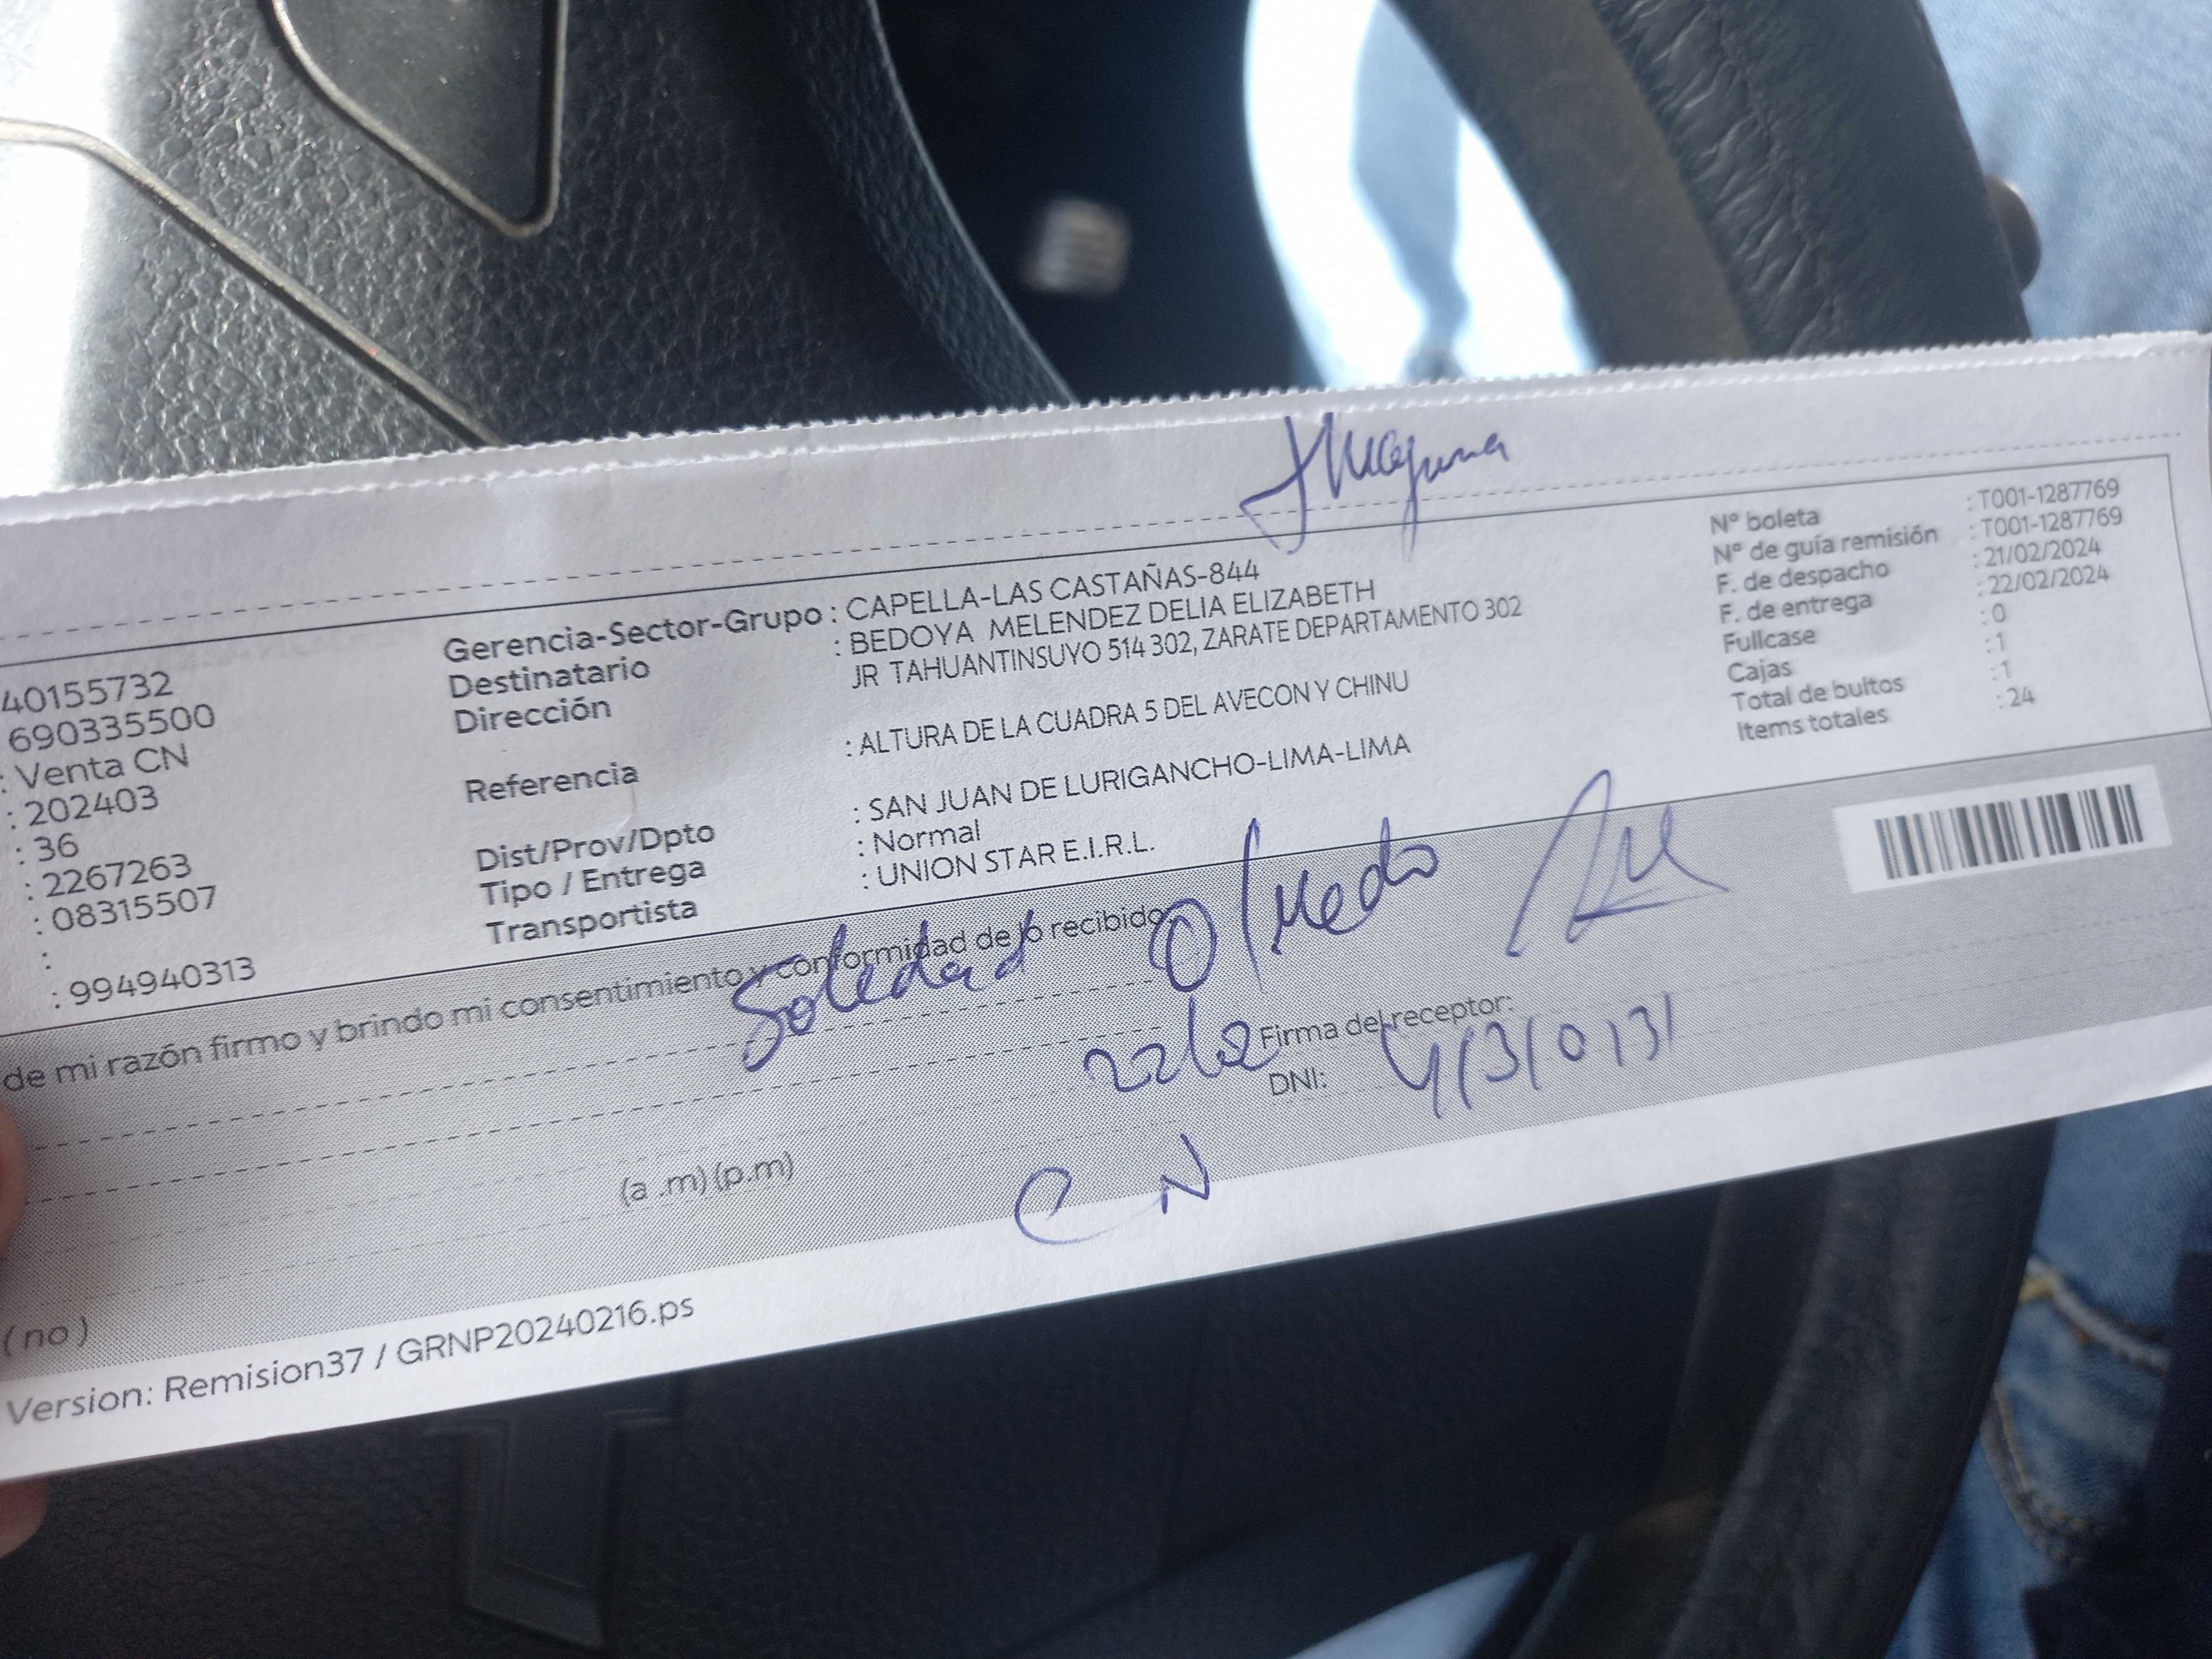 40155732
690335500
: Venta CN
: 202403
: 36
: 2267263
: 08315507
:
: 994940313
Gerencia-Sector-Grupo : CAPELLA-LAS CASTAÑAS-844
Destinatario : BEDOYA MELENDEZ DELIA ELIZABETH
Dirección JR TAHUANTINSUYO 514 302, ZARATE DEPARTAMENTO 302
Referencia : ALTURA DE LA CUADRA 5 DEL AVECON Y CHINU
Dist/Prov/Dpto : SAN JUAN DE LURIGANCHO-LIMA-LIMA
Tipo / Entrega : Normal
Transportista : UNION STAR E.I.R.L.
N° boleta : T001-1287769
N° de guía remisión : T001-1287769
F. de despacho : 21/02/2024
F. de entrega : 22/02/2024
Fullcase : 0
Cajas : 1
Total de bultos : 1
Items totales : 24
de mi razón firmo y brindo mi consentimiento y conformidad de lo recibido.
Soledad Olmedo
22/2
Firma del receptor:
DNI:
(a .m) (p.m)
C N
( no )
Version: Remision37 / GRNP20240216.ps